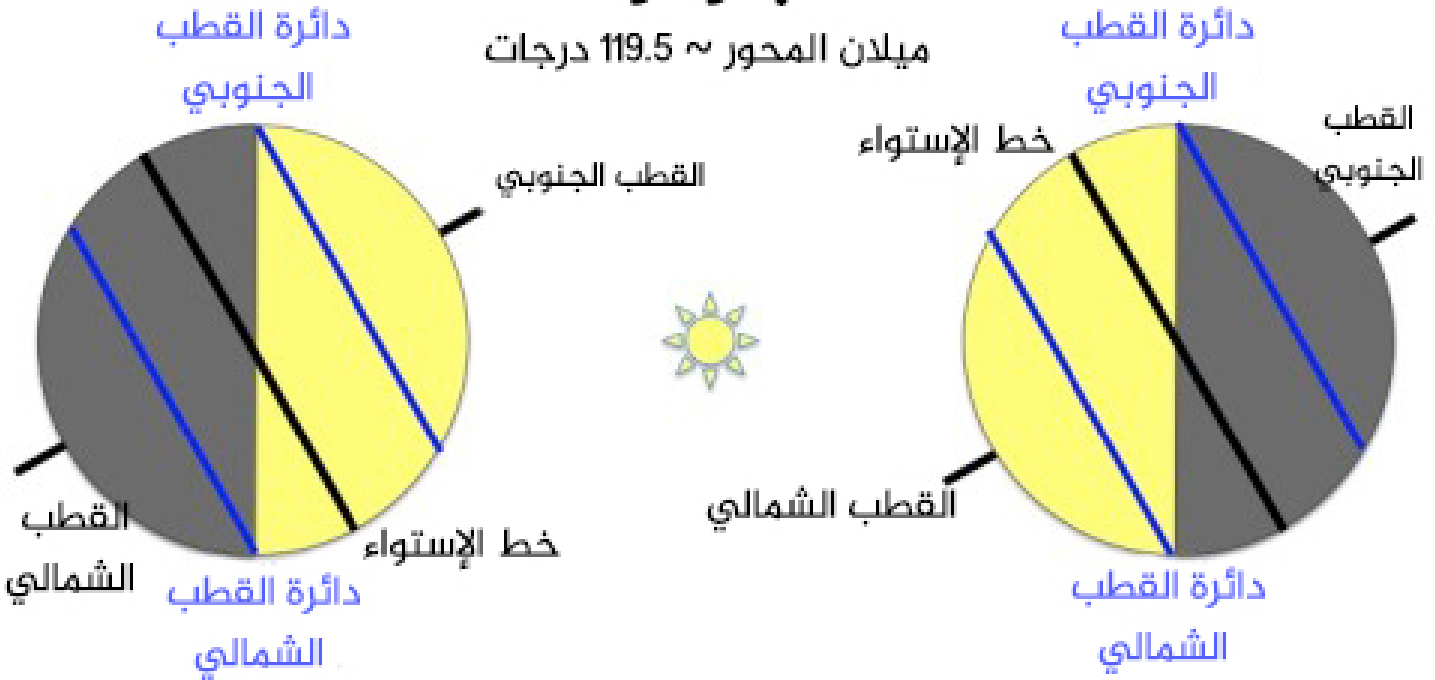 ميلان المحور ~ 119.5 درجات
دائرة القطب
الجنوبي
القطب
الجنوبي
خط الإستواء
القطب الشمالي
دائرة القطب
الشمالي
دائرة القطب
الجنوبي
القطب الجنوبي
خط الإستواء
القطب
الشمالي
دائرة القطب
الشمالي